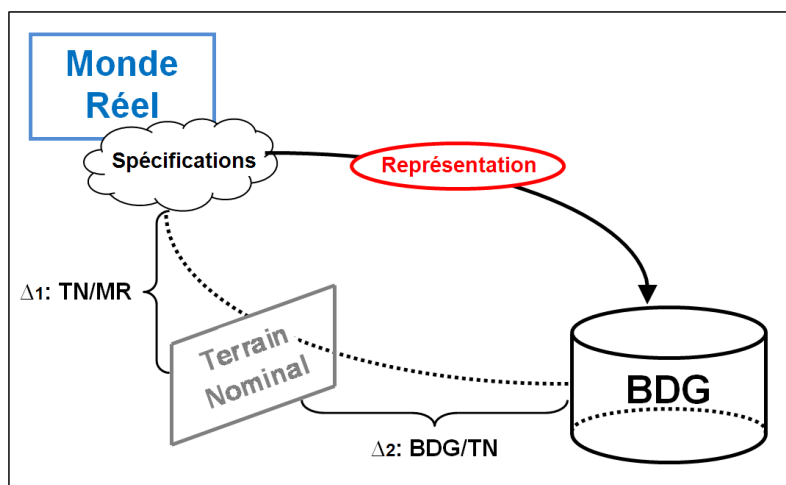 Monde
Réel
Spécifications
Représentation
Δ1: TN/MR
Terrain
Nominal
BDG
Δ2: BDG/TN